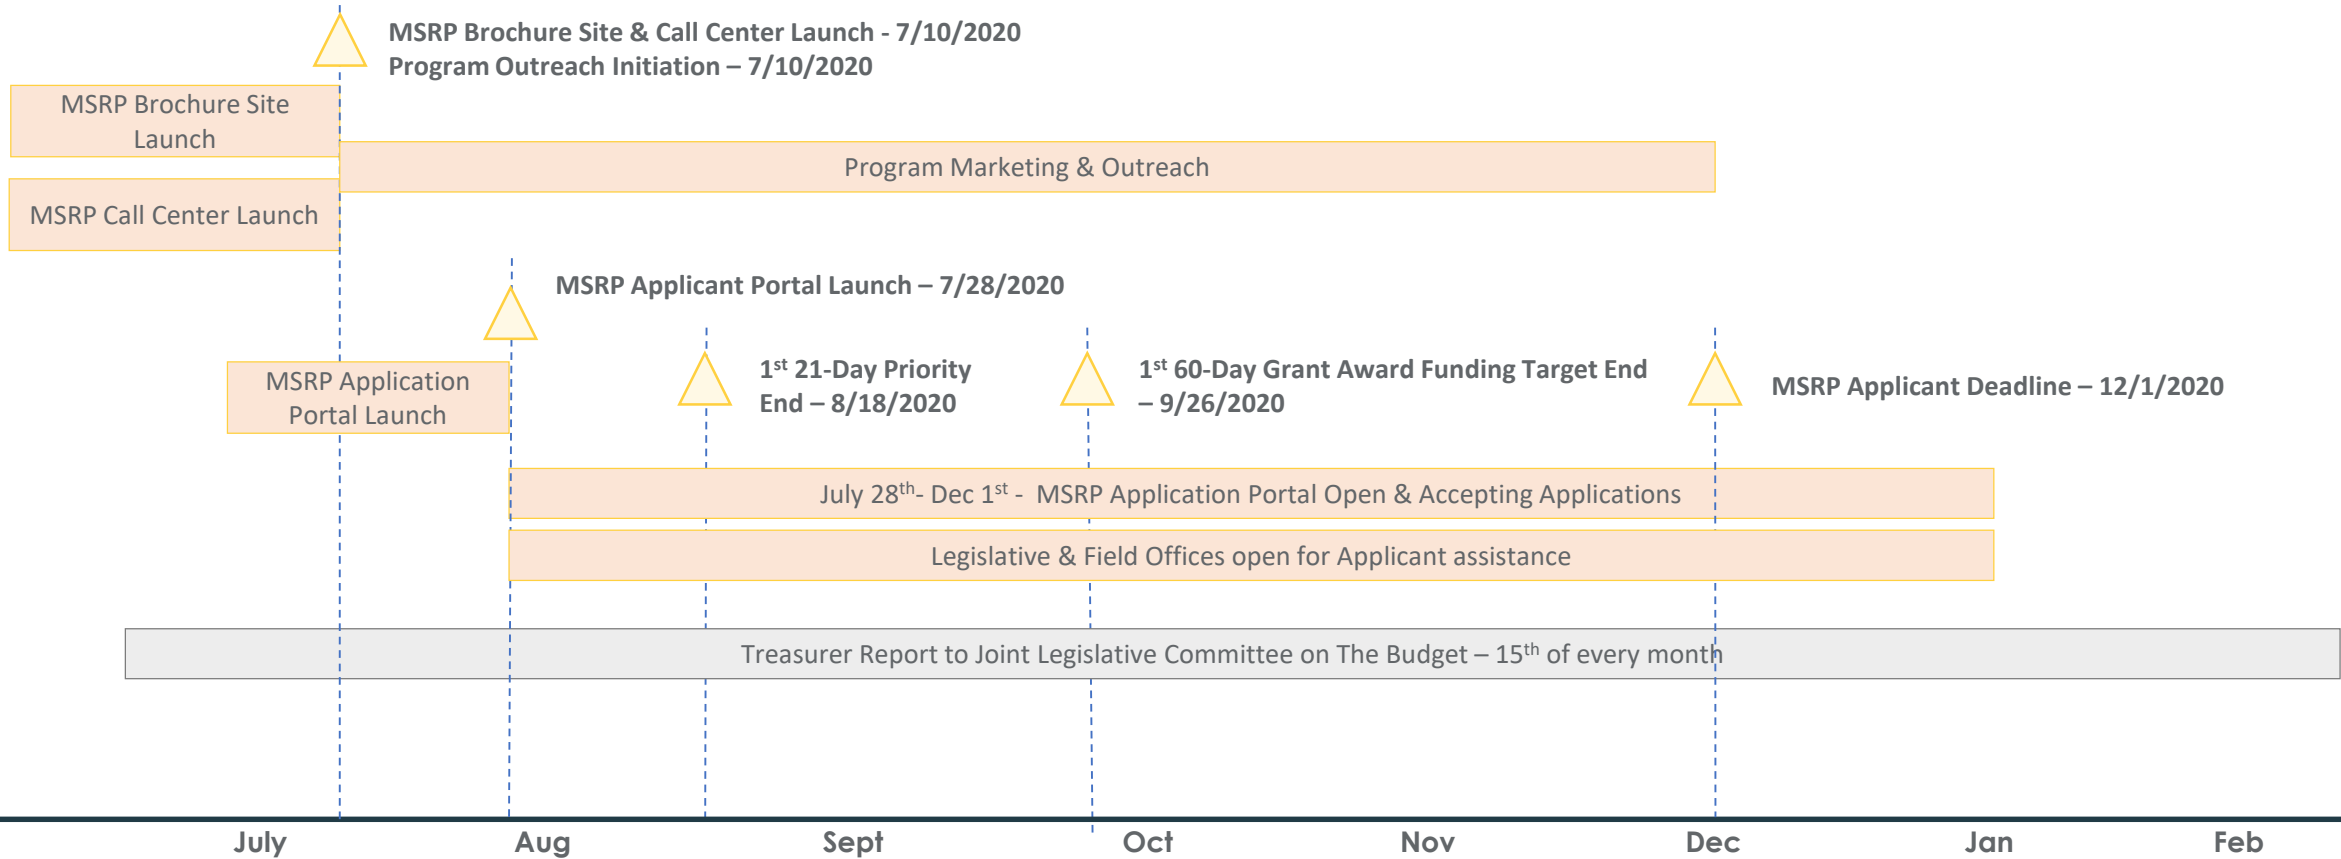 MSRP Brochure Site & Call Center Launch - 7/10/2020
Program Outreach Initiation – 7/10/2020
MSRP Brochure Site
Launch
Program Marketing & Outreach
MSRP Call Center Launch
MSRP Applicant Portal Launch – 7/28/2020
MSRP Application
Portal Launch
1st 21-Day Priority
End – 8/18/2020
1st 60-Day Grant Award Funding Target End
– 9/26/2020
MSRP Applicant Deadline – 12/1/2020
July 28th- Dec 1st - MSRP Application Portal Open & Accepting Applications
Legislative & Field Offices open for Applicant assistance
Treasurer Report to Joint Legislative Committee on The Budget – 15th of every month
July Aug Sept Oct Nov Dec Jan Feb